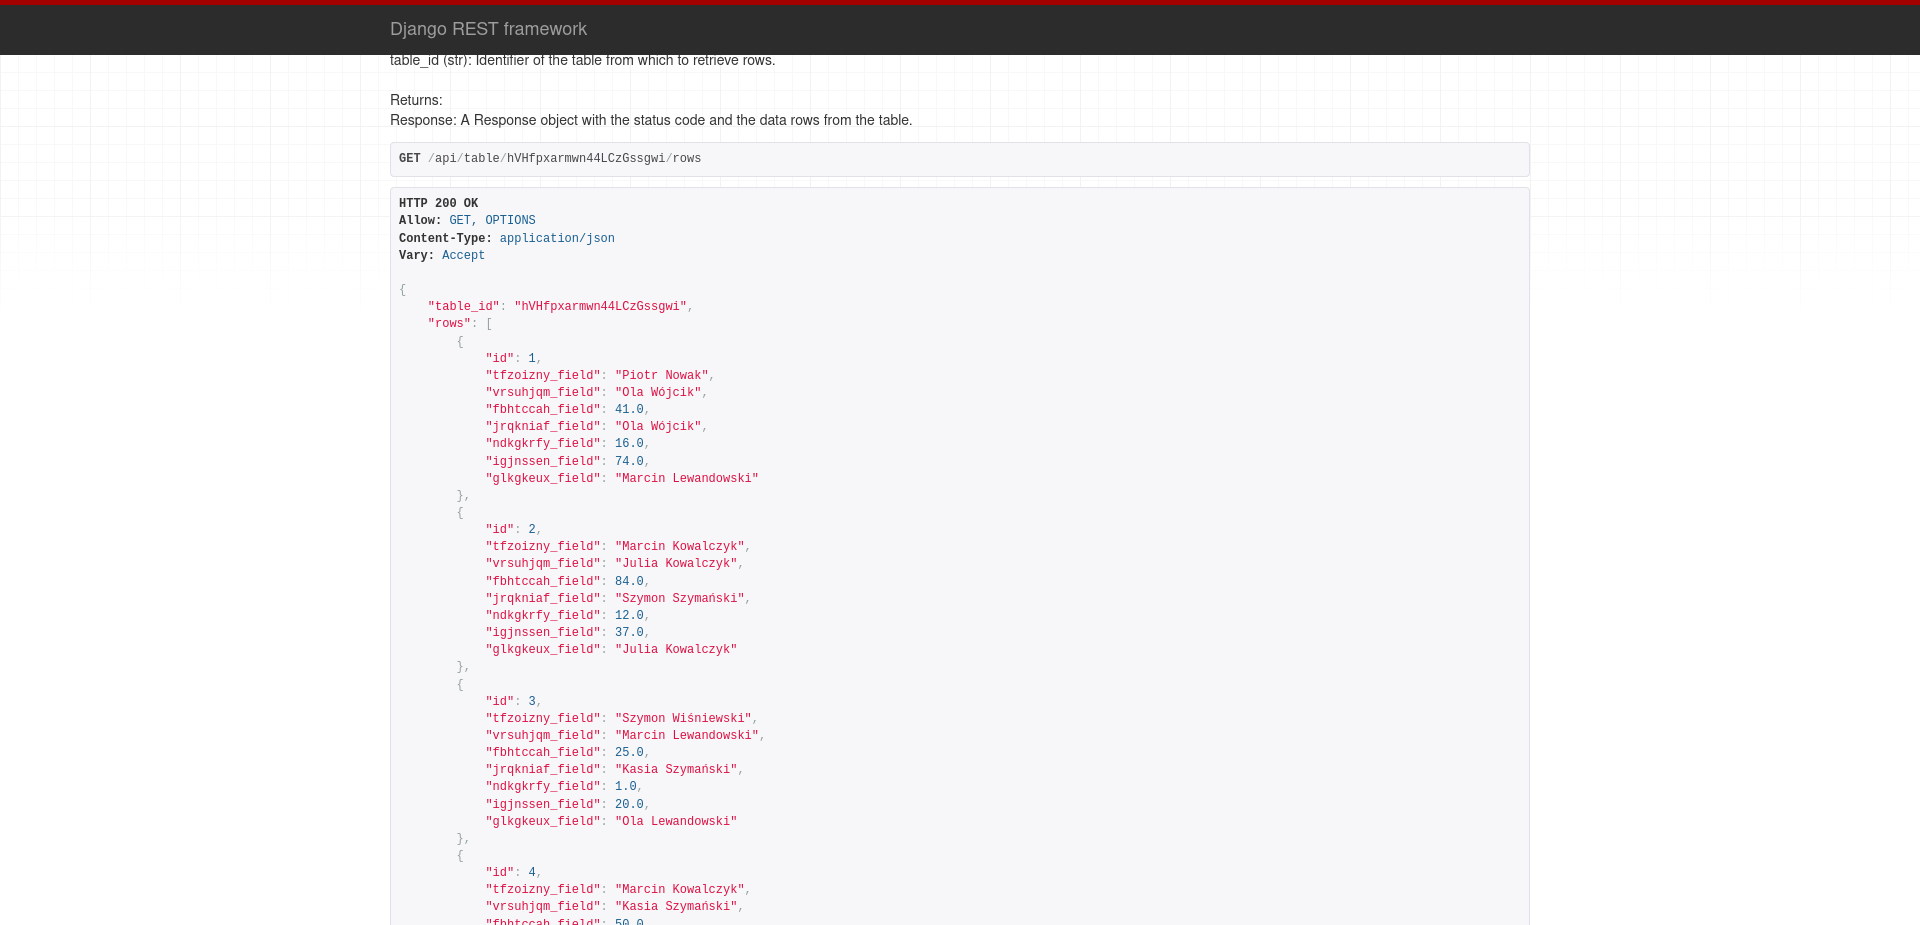 Django REST framework
table_id (str): Identifier of the table from which to retrieve rows.
Returns:
Response: A Response object with the status code and the data rows from the table.
GET /api/table/hVHfpxarmwn44LCzGssgwi/rows
HTTP 200 OK
Allow: GET, OPTIONS
Content-Type: application/json
Vary: Accept
{
    "table_id": "hVHfpxarmwn44LCzGssgwi",
    "rows": [
        {
            "id": 1,
            "tfzoizny_field": "Piotr Nowak",
            "vrsuhjqm_field": "Ola Wójcik",
            "fbhtccah_field": 41.0,
            "jrqkniaf_field": "Ola Wójcik",
            "ndkgkrfy_field": 16.0,
            "igjnssen_field": 74.0,
            "glkgkeux_field": "Marcin Lewandowski"
        },
        {
            "id": 2,
            "tfzoizny_field": "Marcin Kowalczyk",
            "vrsuhjqm_field": "Julia Kowalczyk",
            "fbhtccah_field": 84.0,
            "jrqkniaf_field": "Szymon Szymański",
            "ndkgkrfy_field": 12.0,
            "igjnssen_field": 37.0,
            "glkgkeux_field": "Julia Kowalczyk"
        },
        {
            "id": 3,
            "tfzoizny_field": "Szymon Wiśniewski",
            "vrsuhjqm_field": "Marcin Lewandowski",
            "fbhtccah_field": 25.0,
            "jrqkniaf_field": "Kasia Szymański",
            "ndkgkrfy_field": 1.0,
            "igjnssen_field": 20.0,
            "glkgkeux_field": "Ola Lewandowski"
        },
        {
            "id": 4,
            "tfzoizny_field": "Marcin Kowalczyk",
            "vrsuhjqm_field": "Kasia Szymański",
            "fbhtccah_field": 50.0